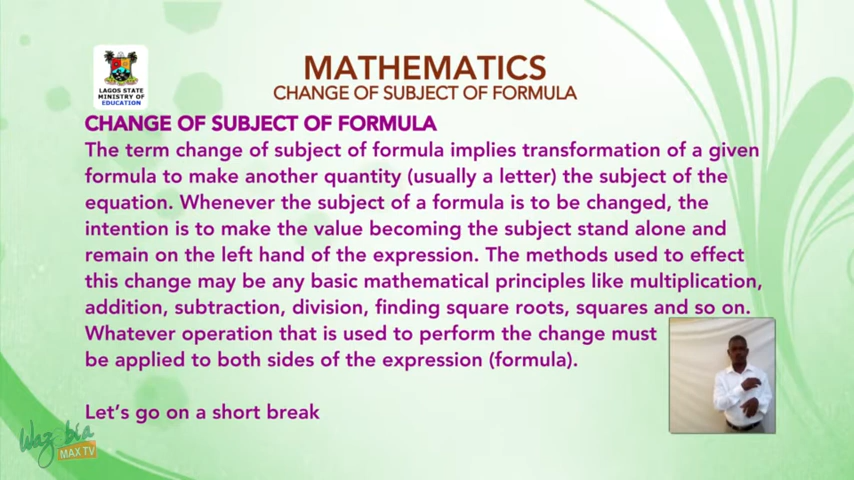 LAGOS STATE
MINISTRY OF
EDUCATION
MATHEMATICS
CHANGE OF SUBJECT OF FORMULA
CHANGE OF SUBJECT OF FORMULA
The term change of subject of formula implies transformation of a given
formula to make another quantity (usually a letter) the subject of the
equation. Whenever the subject of a formula is to be changed, the
intention is to make the value becoming the subject stand alone and
remain on the left hand of the expression. The methods used to effect
this change may be any basic mathematical principles like multiplication,
addition, subtraction, division, finding square roots, squares and so on.
Whatever operation that is used to perform the change must
be applied to both sides of the expression (formula).
Let's go on a short break
Wazobia
MAX TV